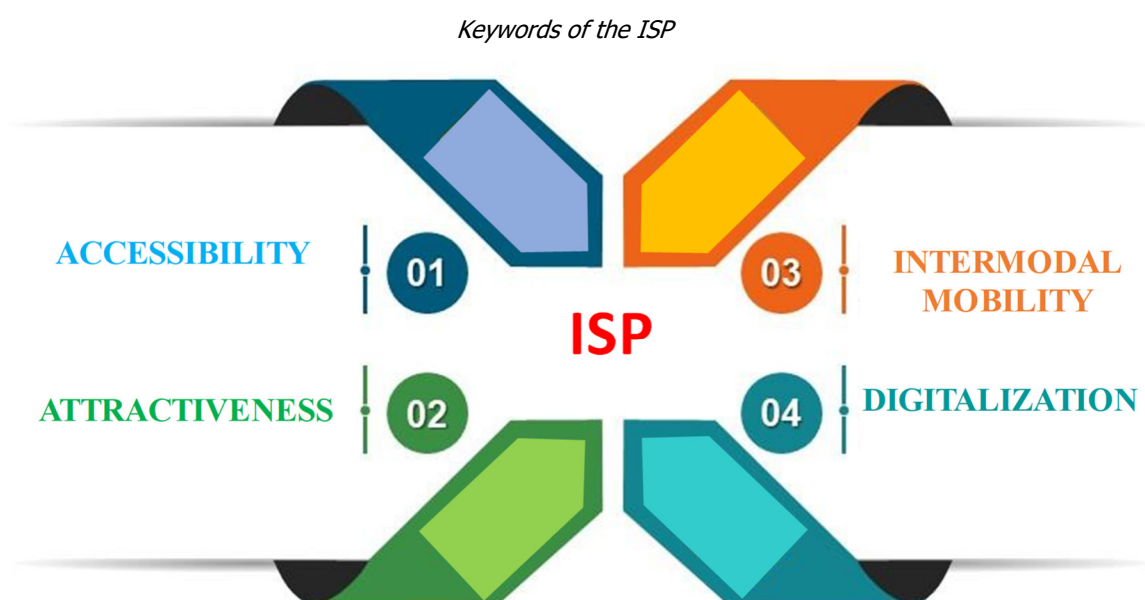 Keywords of the ISP
ACCESSIBILITY
01
ATTRACTIVENESS
02
ISP
03
INTERMODAL
MOBILITY
04
DIGITALIZATION